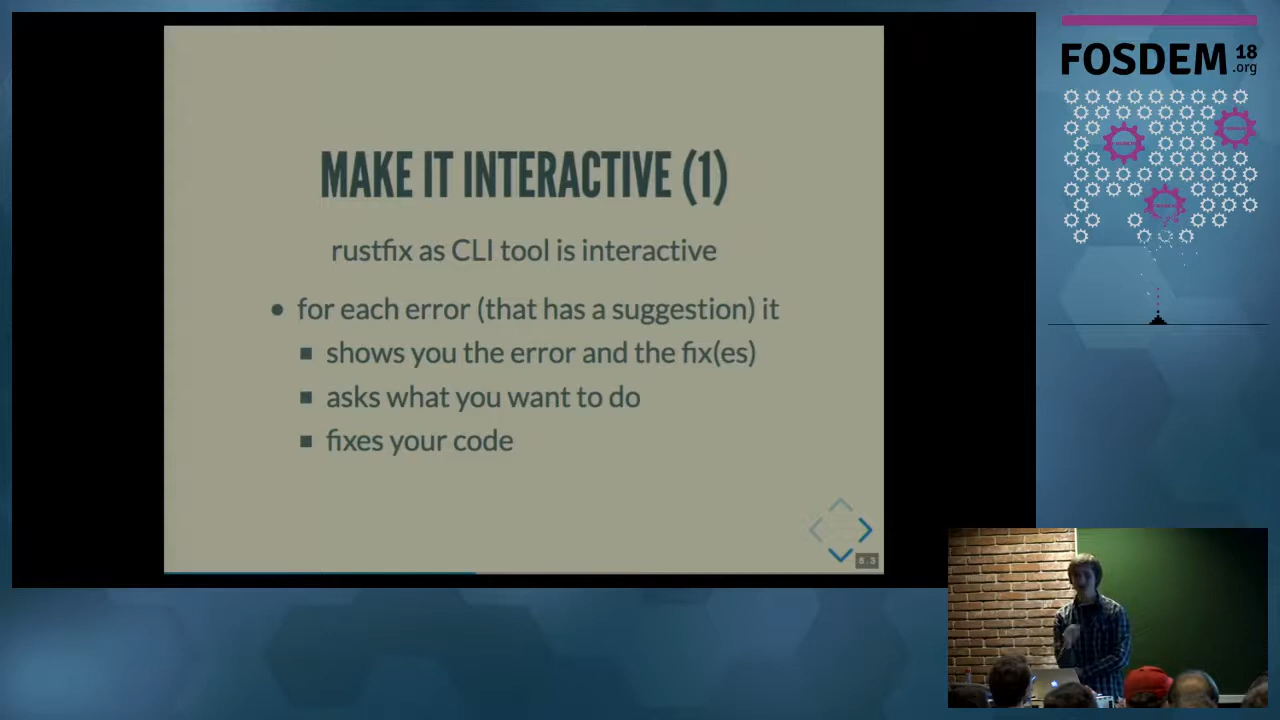 MAKE IT INTERACTIVE (1)
rustfix as CLI tool is interactive
• for each error (that has a suggestion) it
▪ shows you the error and the fix(es)
▪ asks what you want to do
▪ fixes your code
FOSDEM 18
.org